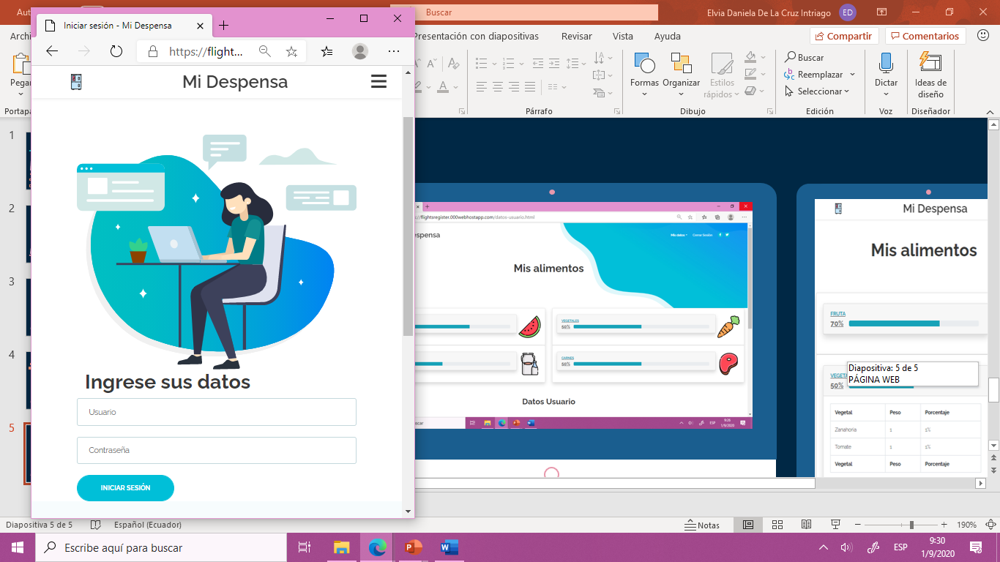 Aut
Buscar
Elvia Daniela De La Cruz Intriago
ED
Iniciar sesión - Mi Despensa
Archi
Presentación con diapositivas
Revisar
Vista
Ayuda
Compartir
Comentarios
https://flight...
Pegar
Formas
Organizar
Estilos
rápidos
Buscar
Reemplazar
Seleccionar
Dictar
Ideas de
diseño
Portapa
Párrafo
Dibujo
Edición
Voz
Diseñador
Mi Despensa
Ingrese sus datos
Usuario
Contraseña
INICIAR SESIÓN
1
2
3
4
5
://flightsregister.000webhostapp.com/datos-usuario.html
espensa
Mis datos
Cerrar Sesión
Mis alimentos
VEGETALES
50%
CARNES
50%
Datos Usuario
scar
ESP
9:26
1/9/2020
Mi Despensa
Mis alimentos
FRUTA
70%
VEGETA
50%
Diapositiva: 5 de 5
PÁGINA WEB
Vegetal Peso Porcentaje
Zanahoria 1 1%
Tomate 1 1%
Vegetal Peso Porcentaje
Diapositiva 5 de 5
Español (Ecuador)
Notas
190%
Escribe aquí para buscar
ESP
9:30
1/9/2020